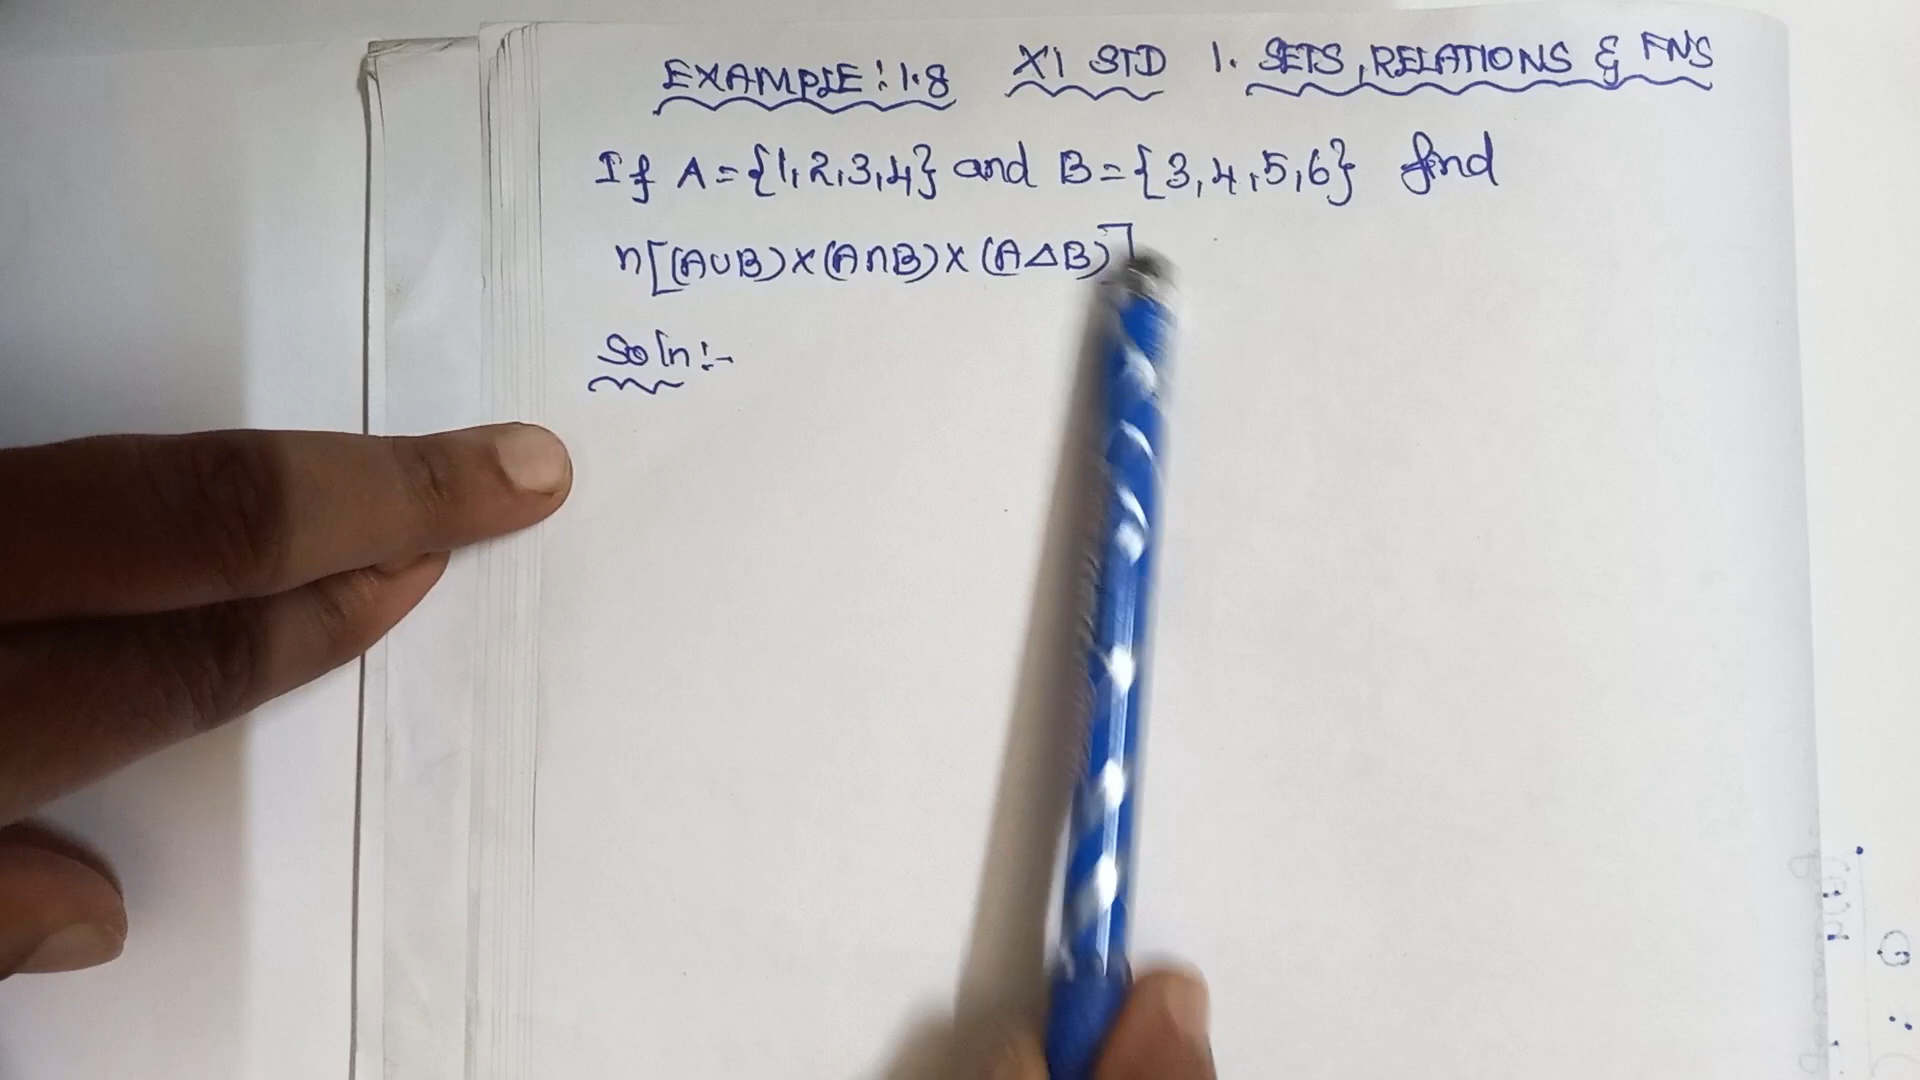 EXAMPLE: 1.8 XI STD 1. SETS, RELATIONS & FNS
If A = {1,2,3,4} and B = {3,4,5,6} find
n[(A∪B)×(A∩B)×(A△B)]
Soln:-